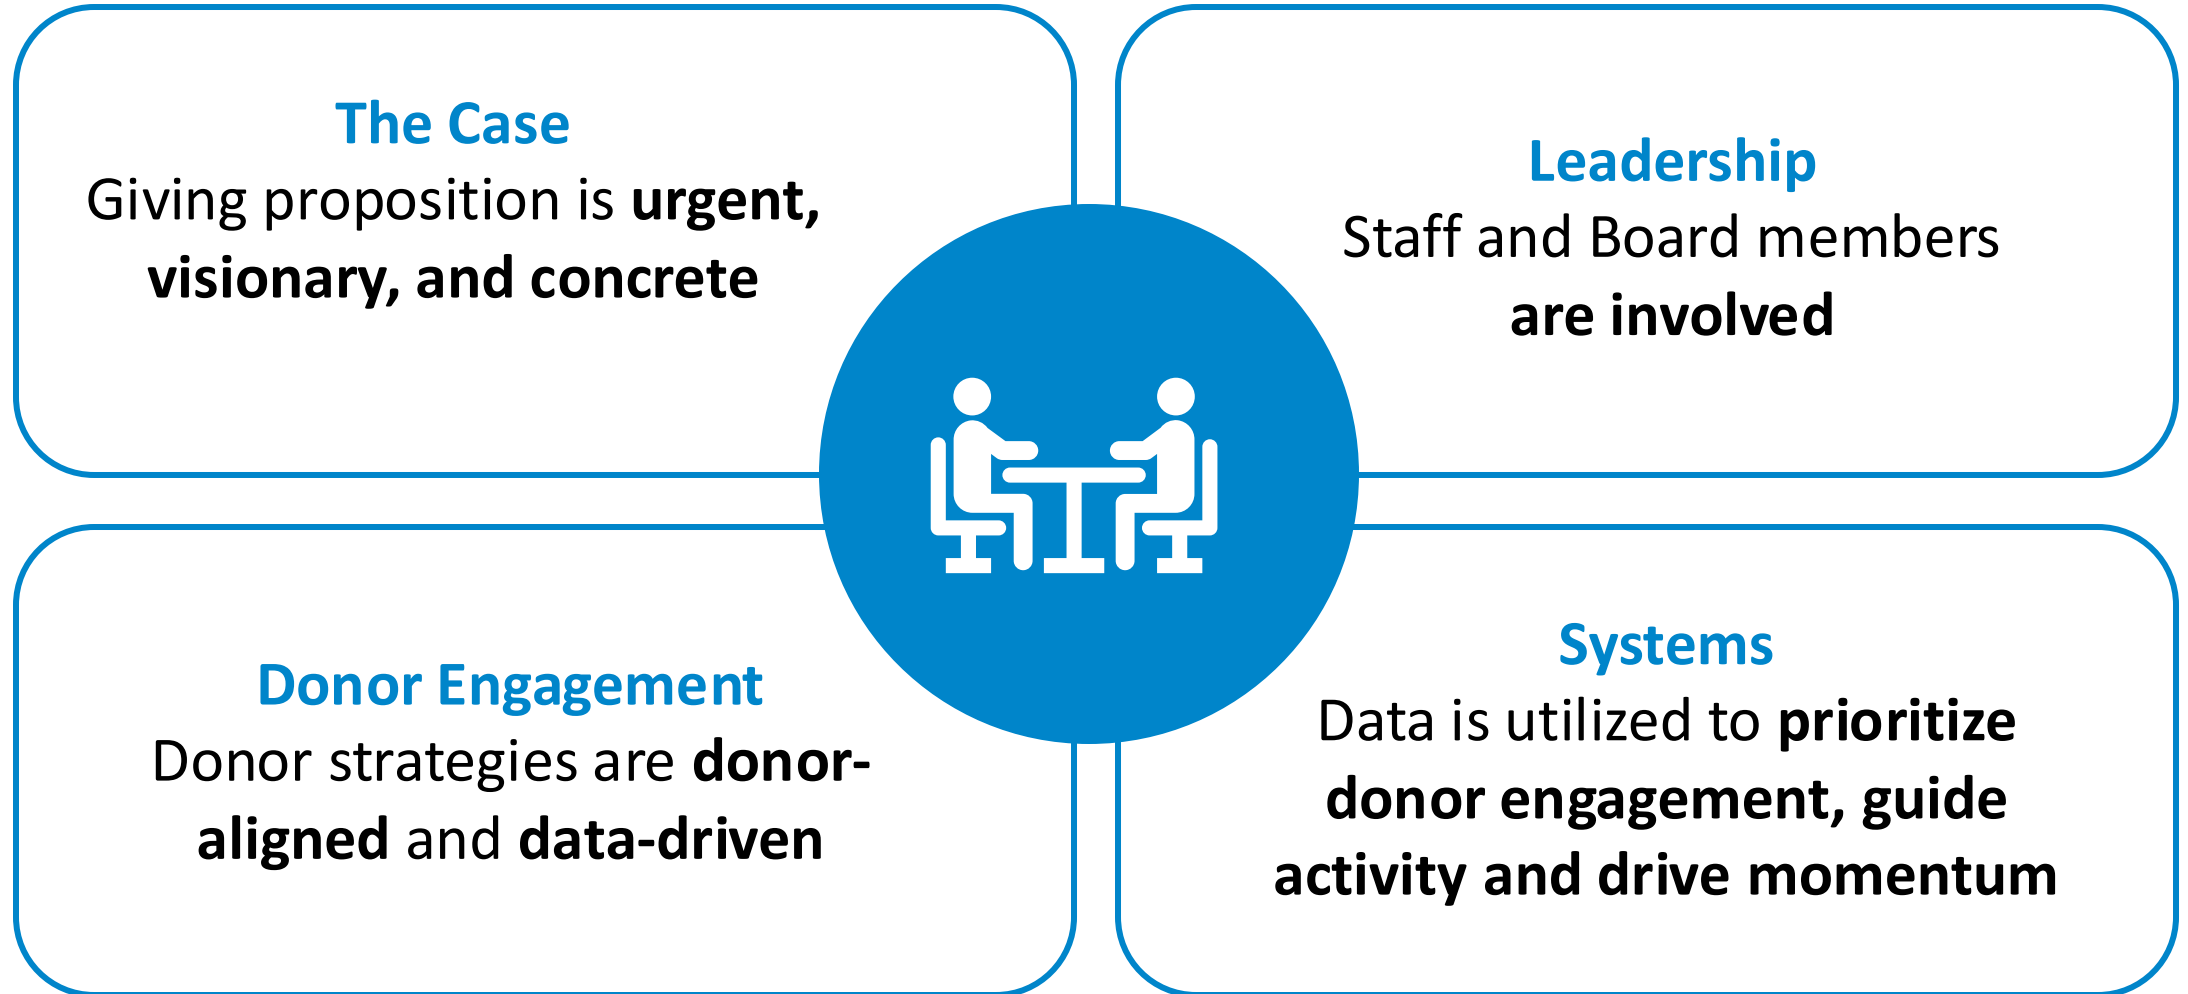 The Case
Giving proposition is urgent,
visionary, and concrete
Leadership
Staff and Board members
are involved
Donor Engagement
Donor strategies are donor-
aligned and data-driven
Systems
Data is utilized to prioritize
donor engagement, guide
activity and drive momentum